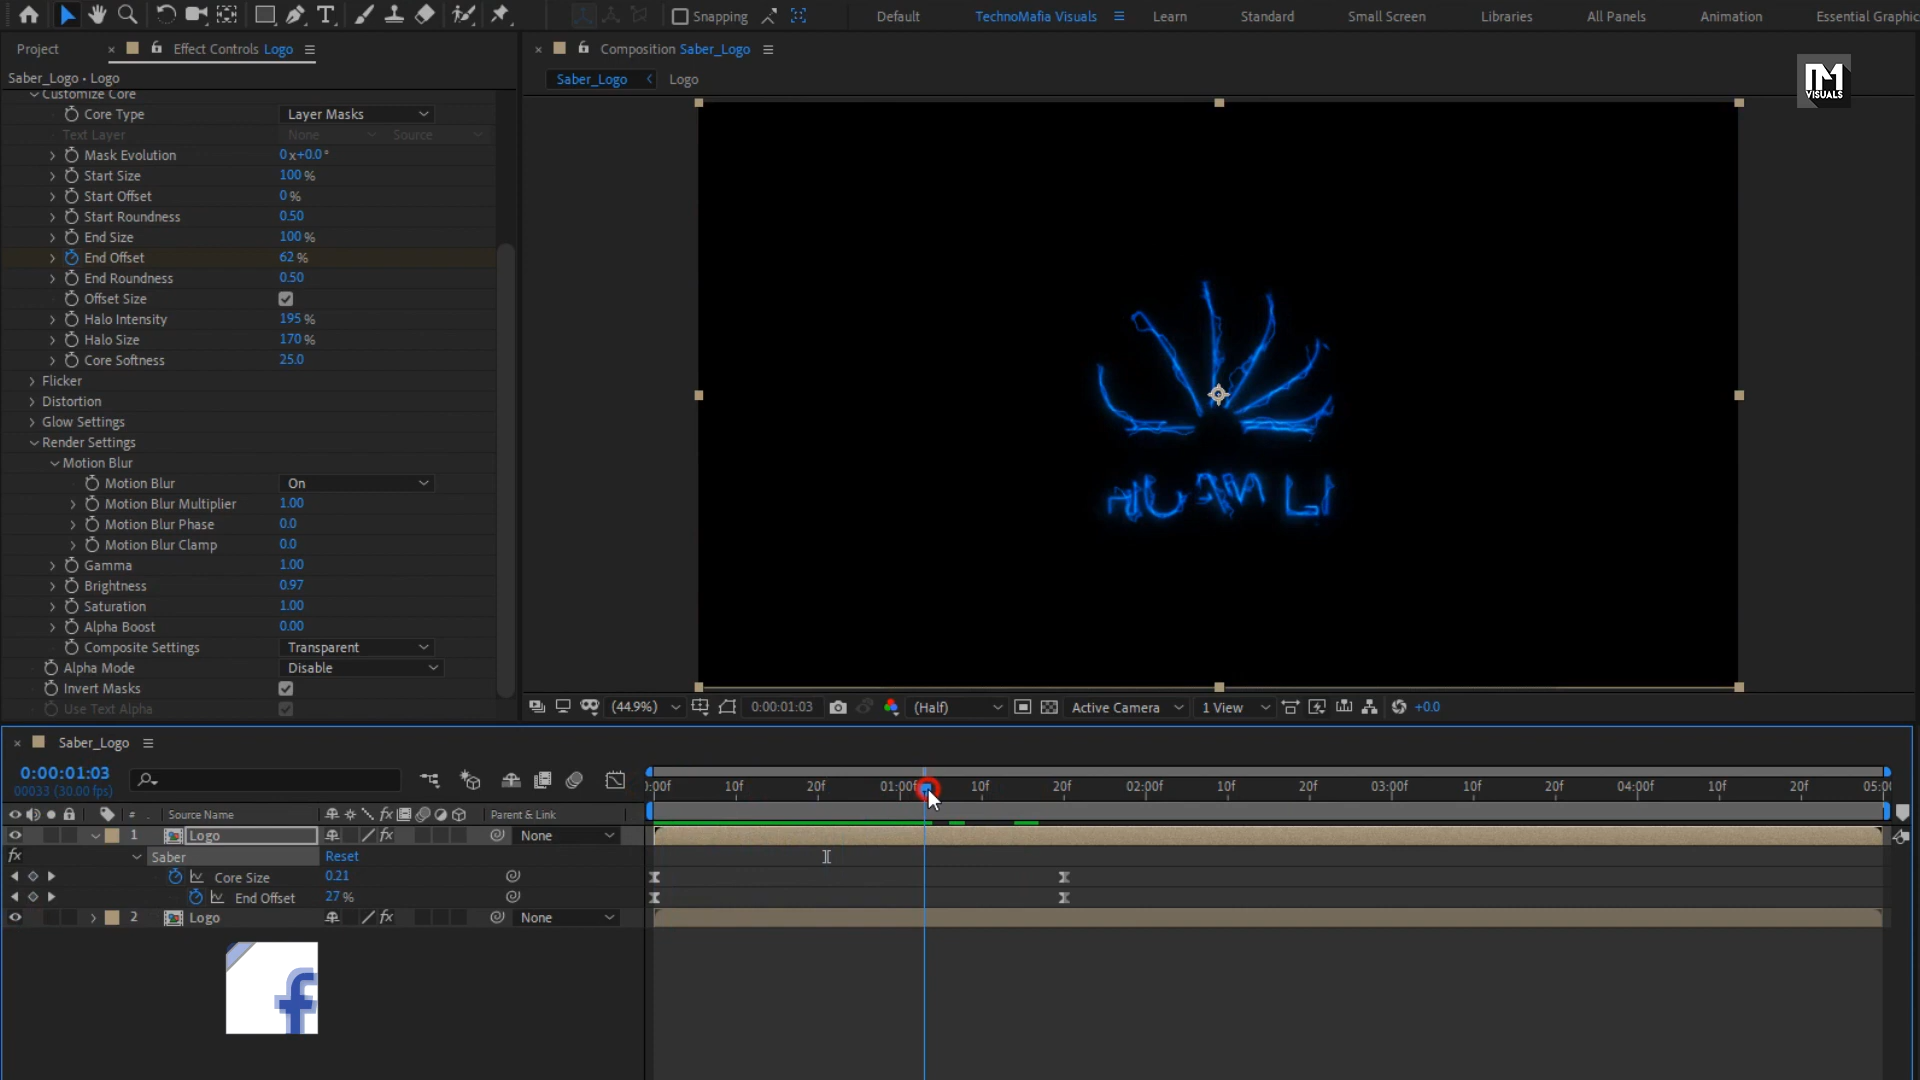 Snapping
Default
TechnoMafia Visuals
Learn
Standard
Small Screen
Libraries
All Panels
Animation
Essential Graphic
Project
Effect Controls Logo
Composition Saber_Logo
Saber_Logo • Logo
Saber_Logo
Logo
VISUALS
Customize Core
Core Type
Layer Masks
Text Layer
None
Source
Mask Evolution
0x+0.0°
Start Size
100 %
Start Offset
0 %
Start Roundness
0.50
End Size
100 %
End Offset
62 %
End Roundness
0.50
Offset Size
Halo Intensity
195 %
Halo Size
170 %
Core Softness
25.0
Flicker
Distortion
Glow Settings
Render Settings
Motion Blur
Motion Blur
On
Motion Blur Multiplier
1.00
Motion Blur Phase
0.0
Motion Blur Clamp
0.0
Gamma
1.00
Brightness
0.97
Saturation
1.00
Alpha Boost
0.00
Composite Settings
Transparent
Alpha Mode
Disable
Invert Masks
Use Text Alpha
(44.9%)
0:00:01:03
(Half)
Active Camera
1 View
+0.0
Saber_Logo
0:00:01:03
00033 (30.00 fps)
:00f
10f
20f
01:00f
10f
20f
02:00f
10f
20f
03:00f
10f
20f
04:00f
10f
20f
05:00
#
Source Name
fx
Parent & Link
1
Logo
fx
None
fx
Saber
Reset
Core Size
0.21
End Offset
27 %
2
Logo
fx
None
f